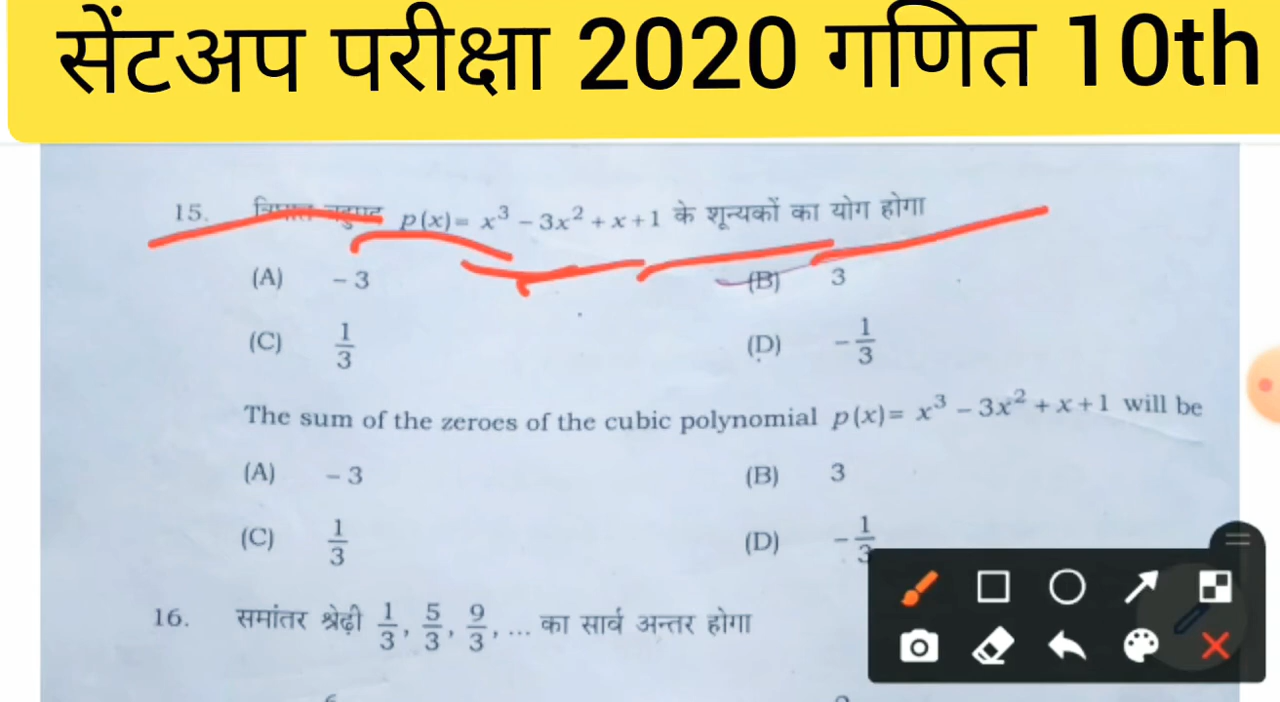 सेंटअप परीक्षा 2020 गणित 10th
15. त्रिघात बहुपद p(x)= x³ – 3x² + x + 1 के शून्यकों का योग होगा
(A) – 3 (B) 3
(C) 1/3 (D) – 1/3
The sum of the zeroes of the cubic polynomial p(x)= x³ – 3x² + x + 1 will be
(A) – 3 (B) 3
(C) 1/3 (D) – 1/3
16. समांतर श्रेढ़ी 1/3, 5/3, 9/3, ... का सार्व अन्तर होगा